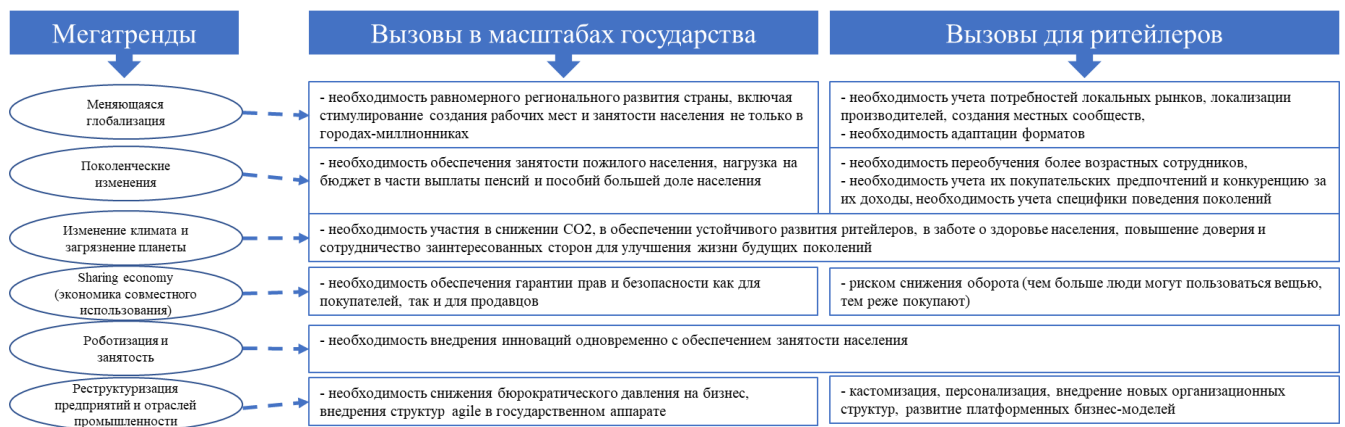 Мегатренды
Вызовы в масштабах государства
Вызовы для ритейлеров
Меняющаяся
глобализация
- необходимость равномерного регионального развития страны, включая
стимулирование создания рабочих мест и занятости населения не только в
городах-миллионниках
- необходимость учета потребностей локальных рынков, локализации
производителей, создания местных сообществ,
- необходимость адаптации форматов
Поколенческие
изменения
- необходимость обеспечения занятости пожилого населения, нагрузка на
бюджет в части выплаты пенсий и пособий большей доле населения
- необходимость переобучения более возрастных сотрудников,
- необходимость учета их покупательских предпочтений и конкуренцию за
их доходы, необходимость учета специфики поведения поколений
Изменение климата и
загрязнение планеты
- необходимость участия в снижении CO2, в обеспечении устойчивого развития ритейлеров, в заботе о здоровье населения, повышение доверия и
сотрудничество заинтересованных сторон для улучшения жизни будущих поколений
Sharing economy
(экономика совместного
использования)
- необходимость обеспечения гарантии прав и безопасности как для
покупателей, так и для продавцов
- риском снижения оборота (чем больше люди могут пользоваться вещью,
тем реже покупают)
Роботизация и
занятость
- необходимость внедрения инноваций одновременно с обеспечением занятости населения
Реструктуризация
предприятий и отраслей
промышленности
- необходимость снижения бюрократического давления на бизнес,
внедрения структур agile в государственном аппарате
- кастомизация, персонализация, внедрение новых организационных
структур, развитие платформенных бизнес-моделей